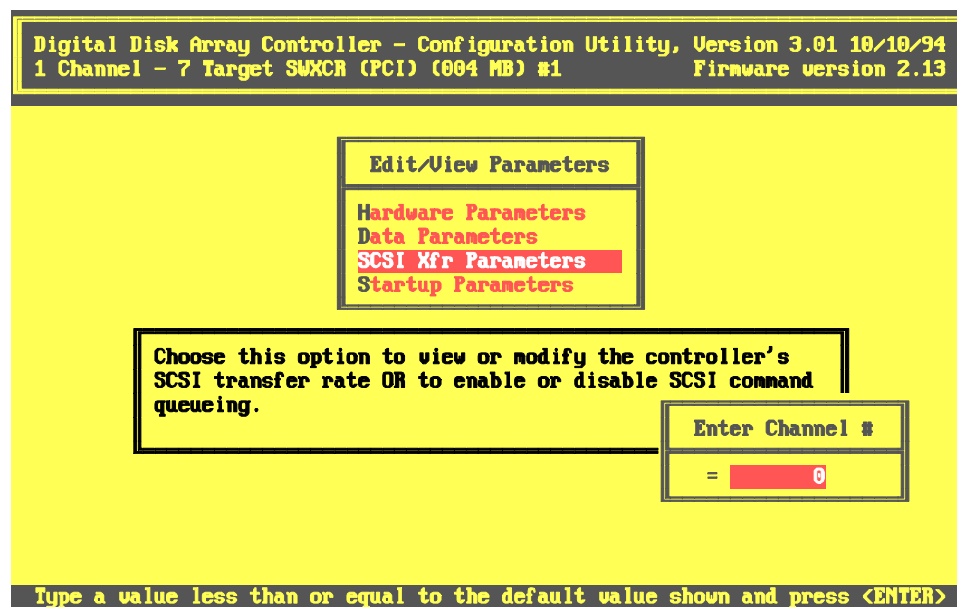 Digital Disk Array Controller - Configuration Utility, Version 3.01 10/10/94
1 Channel - 7 Target SWXCR (PCI) (004 MB) #1 Firmware version 2.13
Edit/View Parameters
Hardware Parameters
Data Parameters
SCSI Xfr Parameters
Startup Parameters
Choose this option to view or modify the controller's
SCSI transfer rate OR to enable or disable SCSI command
queueing.
Enter Channel #
= 0
Type a value less than or equal to the default value shown and press <ENTER>